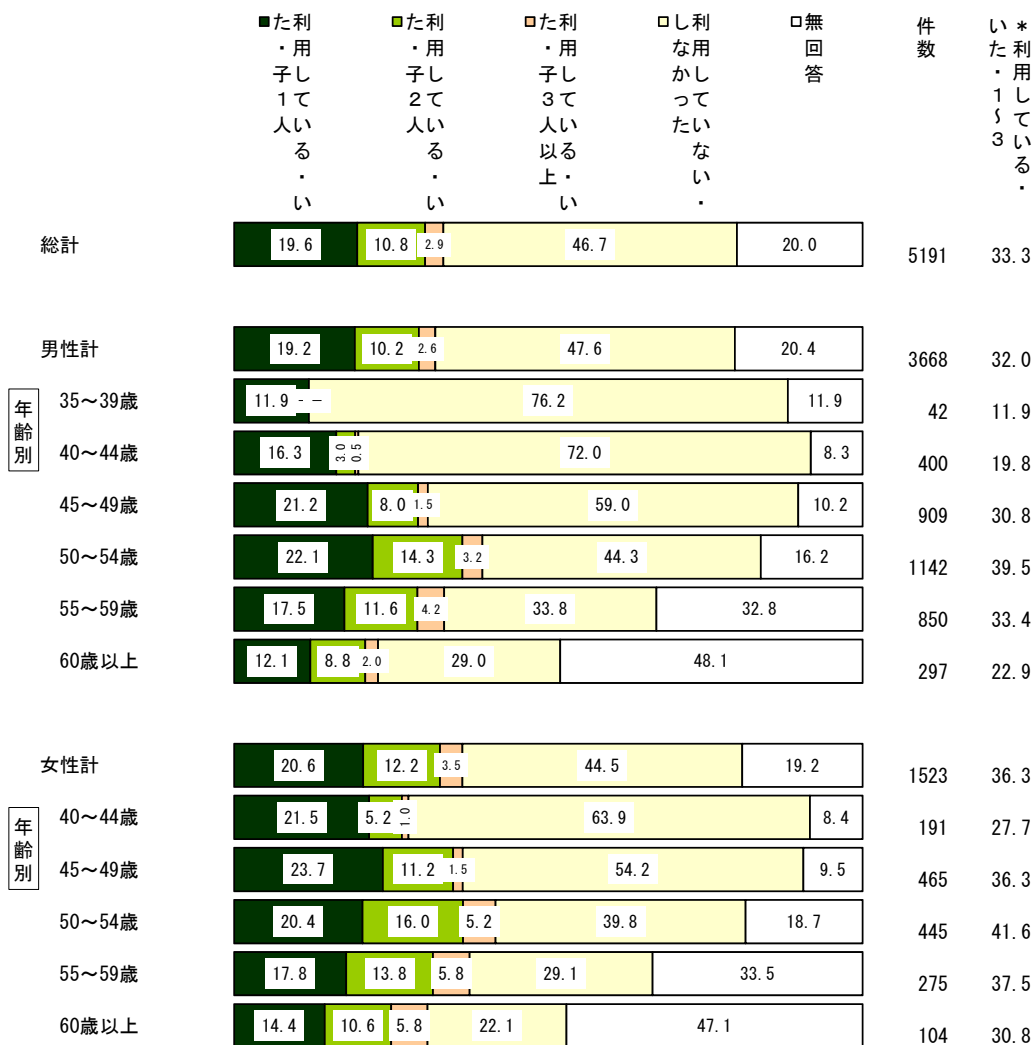 ■利用している・い
た・子1人
■利用している・い
た・子2人
■利用している・い
た・子3人以上
□利用していない・
しなかった
□無回答
件数
*利用している・
いた・1~3
総計 19.6 10.8 2.9 46.7 20.0 5191 33.3
男性計 19.2 10.2 2.6 47.6 20.4 3668 32.0
年齢別
35~39歳 11.9 - - 76.2 11.9 42 11.9
40~44歳 16.3 3.0 0.5 72.0 8.3 400 19.8
45~49歳 21.2 8.0 1.5 59.0 10.2 909 30.8
50~54歳 22.1 14.3 3.2 44.3 16.2 1142 39.5
55~59歳 17.5 11.6 4.2 33.8 32.8 850 33.4
60歳以上 12.1 8.8 2.0 29.0 48.1 297 22.9
女性計 20.6 12.2 3.5 44.5 19.2 1523 36.3
年齢別
40~44歳 21.5 5.2 1.0 63.9 8.4 191 27.7
45~49歳 23.7 11.2 1.5 54.2 9.5 465 36.3
50~54歳 20.4 16.0 5.2 39.8 18.7 445 41.6
55~59歳 17.8 13.8 5.8 29.1 33.5 275 37.5
60歳以上 14.4 10.6 5.8 22.1 47.1 104 30.8